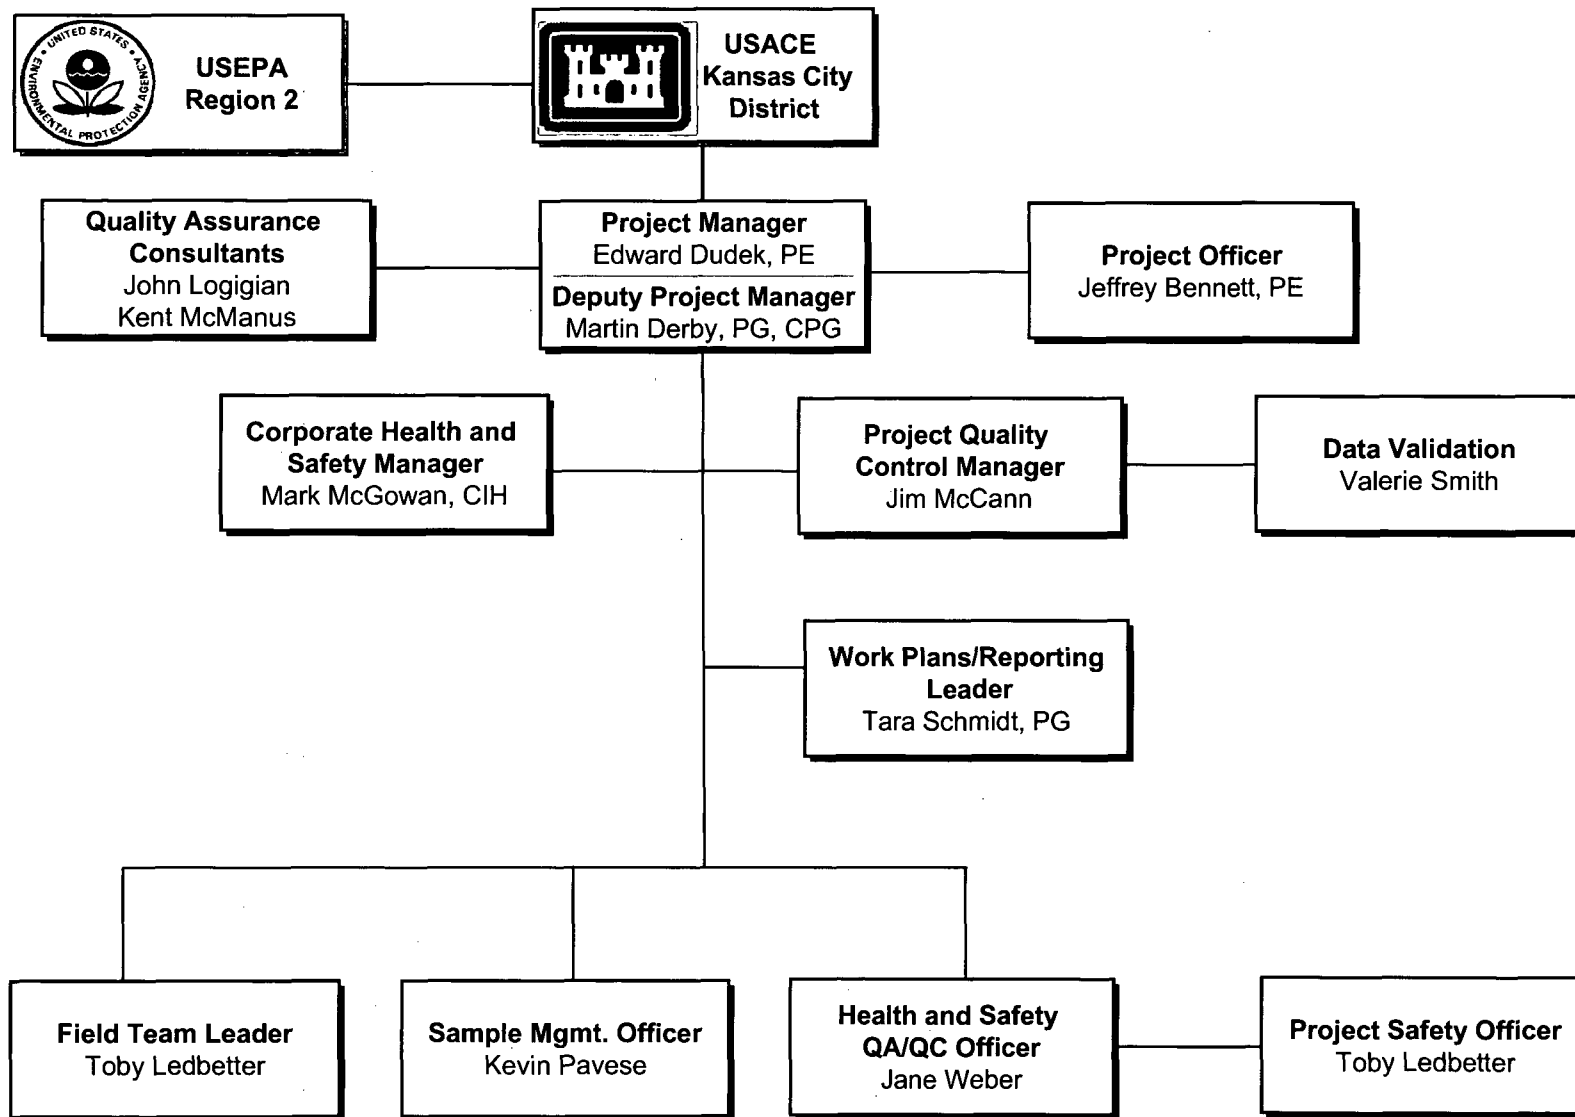 UNITED STATES
ENVIRONMENTAL PROTECTION AGENCY
USEPA
Region 2
USACE
Kansas City
District
Quality Assurance
Consultants
John Logigian
Kent McManus
Project Manager
Edward Dudek, PE
Deputy Project Manager
Martin Derby, PG, CPG
Project Officer
Jeffrey Bennett, PE
Corporate Health and
Safety Manager
Mark McGowan, CIH
Project Quality
Control Manager
Jim McCann
Data Validation
Valerie Smith
Work Plans/Reporting
Leader
Tara Schmidt, PG
Field Team Leader
Toby Ledbetter
Sample Mgmt. Officer
Kevin Pavese
Health and Safety
QA/QC Officer
Jane Weber
Project Safety Officer
Toby Ledbetter